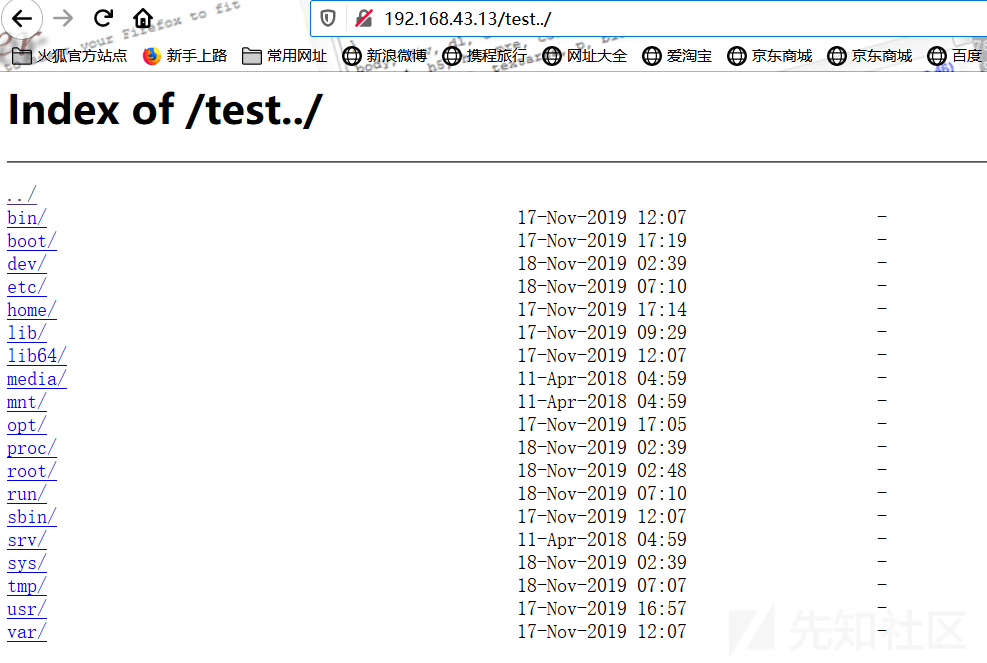 192.168.43.13/test../
火狐官方站点 新手上路 常用网址 新浪微博 携程旅行 网址大全 爱淘宝 京东商城 京东商城 百度
Index of /test../
../
bin/ 17-Nov-2019 12:07 -
boot/ 17-Nov-2019 17:19 -
dev/ 18-Nov-2019 02:39 -
etc/ 18-Nov-2019 07:10 -
home/ 17-Nov-2019 17:14 -
lib/ 17-Nov-2019 09:29 -
lib64/ 17-Nov-2019 12:07 -
media/ 11-Apr-2018 04:59 -
mnt/ 11-Apr-2018 04:59 -
opt/ 17-Nov-2019 17:05 -
proc/ 18-Nov-2019 02:39 -
root/ 18-Nov-2019 02:48 -
run/ 18-Nov-2019 07:10 -
sbin/ 17-Nov-2019 12:07 -
srv/ 11-Apr-2018 04:59 -
sys/ 18-Nov-2019 02:39 -
tmp/ 18-Nov-2019 07:07 -
usr/ 17-Nov-2019 16:57 -
var/ 17-Nov-2019 12:07 -
先知社区